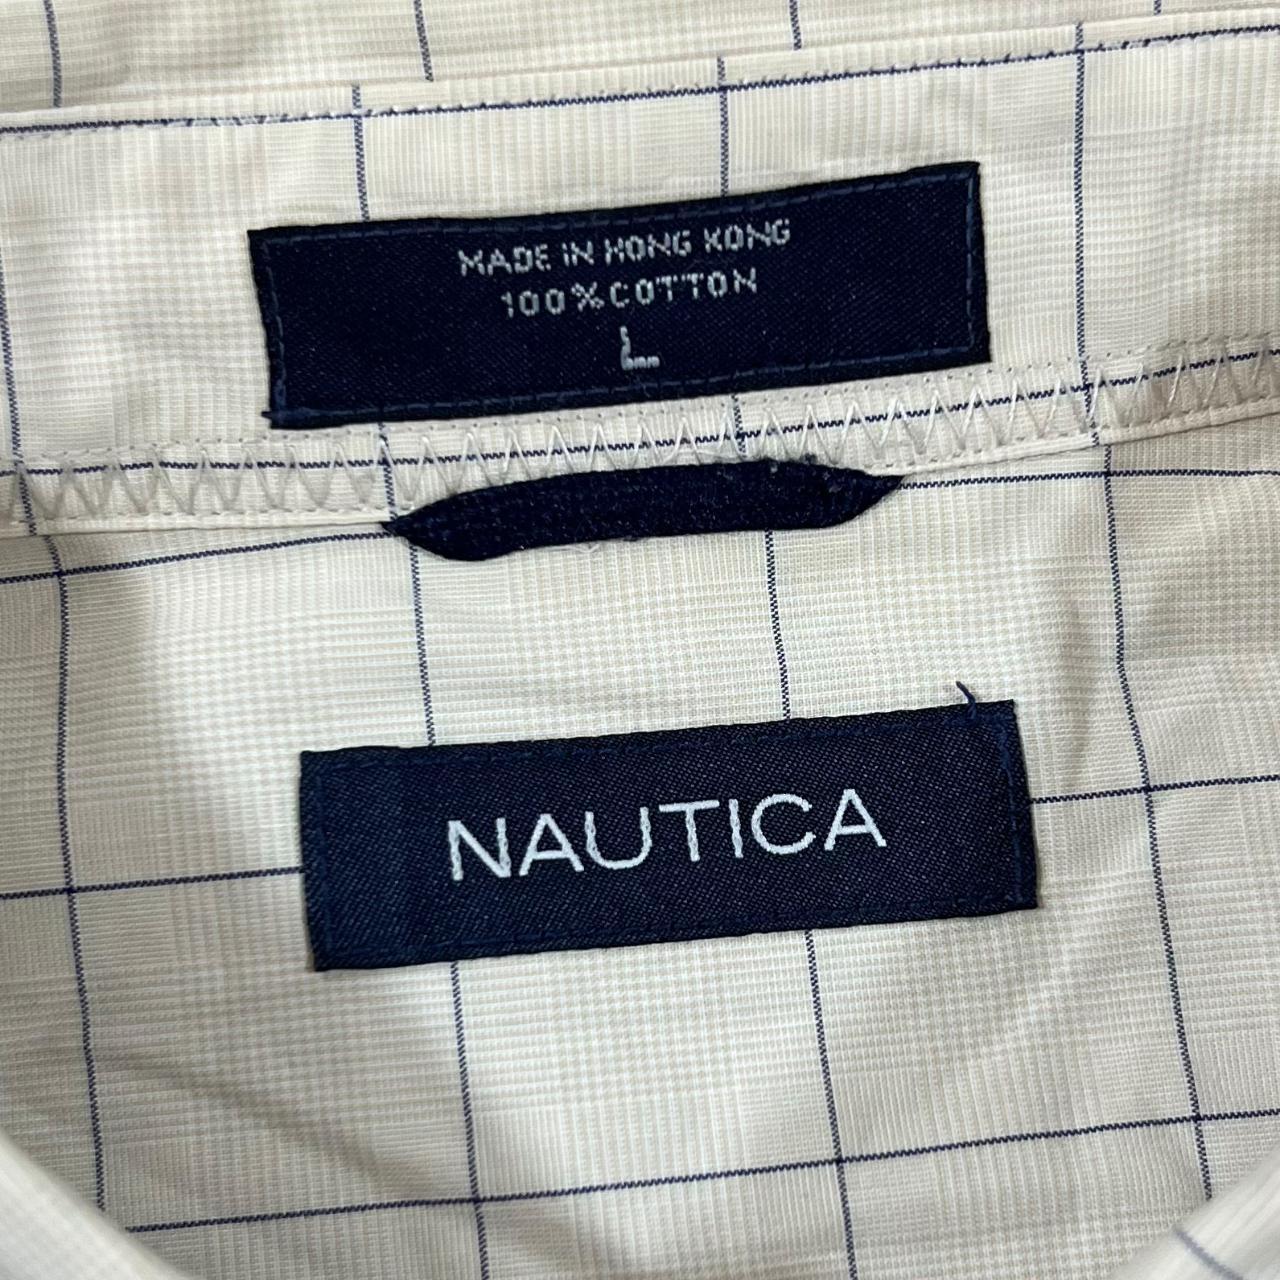 MADE IN HONG KONG
100% COTTON
L
NAUTICA